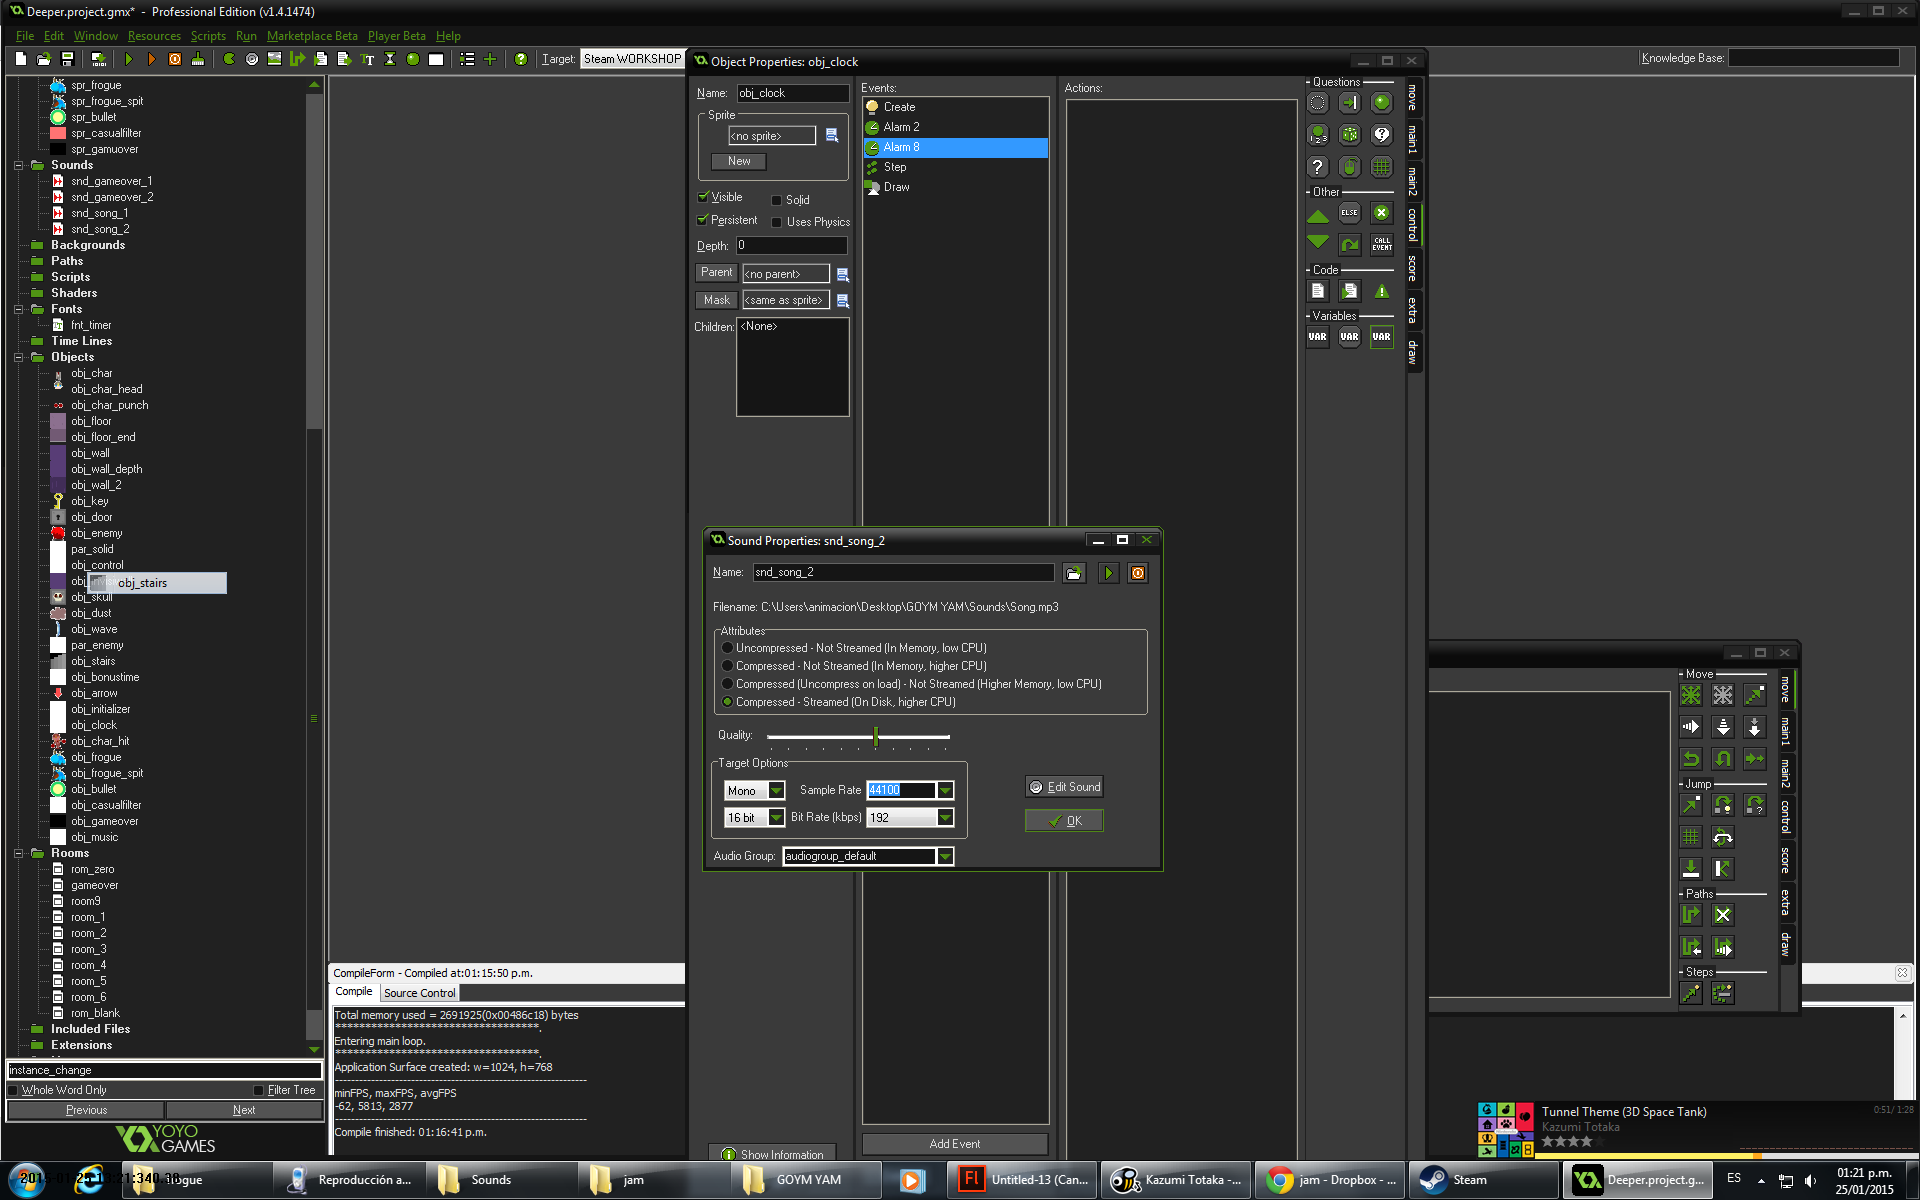 Deeper.project.gmx* - Professional Edition (v1.4.1474)
File Edit Window Resources Scripts Run Marketplace Beta Player Beta Help
Target: Steam WORKSHOP
Knowledge Base:
spr_frogue
spr_frogue_spit
spr_bullet
spr_casualfilter
spr_gamuover
Sounds
snd_gameover_1
snd_gameover_2
snd_song_1
snd_song_2
Backgrounds
Paths
Scripts
Shaders
Fonts
fnt_timer
Time Lines
Objects
obj_char
obj_char_head
obj_char_punch
obj_floor
obj_floor_end
obj_wall
obj_wall_depth
obj_wall_2
obj_key
obj_door
obj_enemy
par_solid
obj_control
obj_stairs
obj_skull
obj_dust
obj_wave
par_enemy
obj_stairs
obj_bonustime
obj_arrow
obj_initializer
obj_clock
obj_char_hit
obj_frogue
obj_frogue_spit
obj_bullet
obj_casualfilter
obj_gameover
obj_music
Rooms
rom_zero
gameover
room9
room_1
room_2
room_3
room_4
room_5
room_6
rom_blank
Included Files
Extensions
instance_change
Whole Word Only Filter Tree
Previous Next
YOYO
GAMES
Object Properties: obj_clock
Name: obj_clock
Sprite
<no sprite>
New
Visible Solid
Persistent Uses Physics
Depth: 0
Parent <no parent>
Mask <same as sprite>
Children: <None>
Show Information
Events:
Create
Alarm 2
Alarm 8
Step
Draw
Add Event
Actions:
Questions
Other
ELSE
CALL
EVENT
Code
Variables
VAR VAR VAR
move
main1
main2
control
score
extra
draw
Sound Properties: snd_song_2
Name: snd_song_2
Filename: C:\Users\animacion\Desktop\GOYM YAM\Sounds\Song.mp3
Attributes
Uncompressed - Not Streamed (In Memory, low CPU)
Compressed - Not Streamed (In Memory, higher CPU)
Compressed (Uncompress on load) - Not Streamed (Higher Memory, low CPU)
Compressed - Streamed (On Disk, higher CPU)
Quality:
Target Options
Mono Sample Rate 44100
16 bit Bit Rate (kbps) 192
Edit Sound
OK
Audio Group: audiogroup_default
Move
Jump
Paths
Steps
move
main1
main2
control
score
extra
draw
CompileForm - Compiled at:01:15:50 p.m.
Compile Source Control
Total memory used = 2691925(0x00486c18) bytes
***********************************.
Entering main loop.
***********************************.
Application Surface created: w=1024, h=768
minFPS, maxFPS, avgFPS
-62, 5813, 2877
Compile finished: 01:16:41 p.m.
Tunnel Theme (3D Space Tank) 0:51/ 1:28
Kazumi Totaka
Reproducción a...
Sounds
jam
GOYM YAM
Untitled-13 (Can...
Kazumi Totaka -...
jam - Dropbox - ...
Steam
Deeper.project.g...
ES
01:21 p.m.
25/01/2015